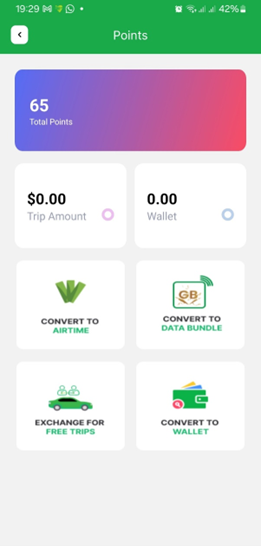 19:29
42%
Points
65
Total Points
$0.00
Trip Amount
0.00
Wallet
CONVERT TO
AIRTIME
GB
CONVERT TO
DATA BUNDLE
EXCHANGE FOR
FREE TRIPS
CONVERT TO
WALLET